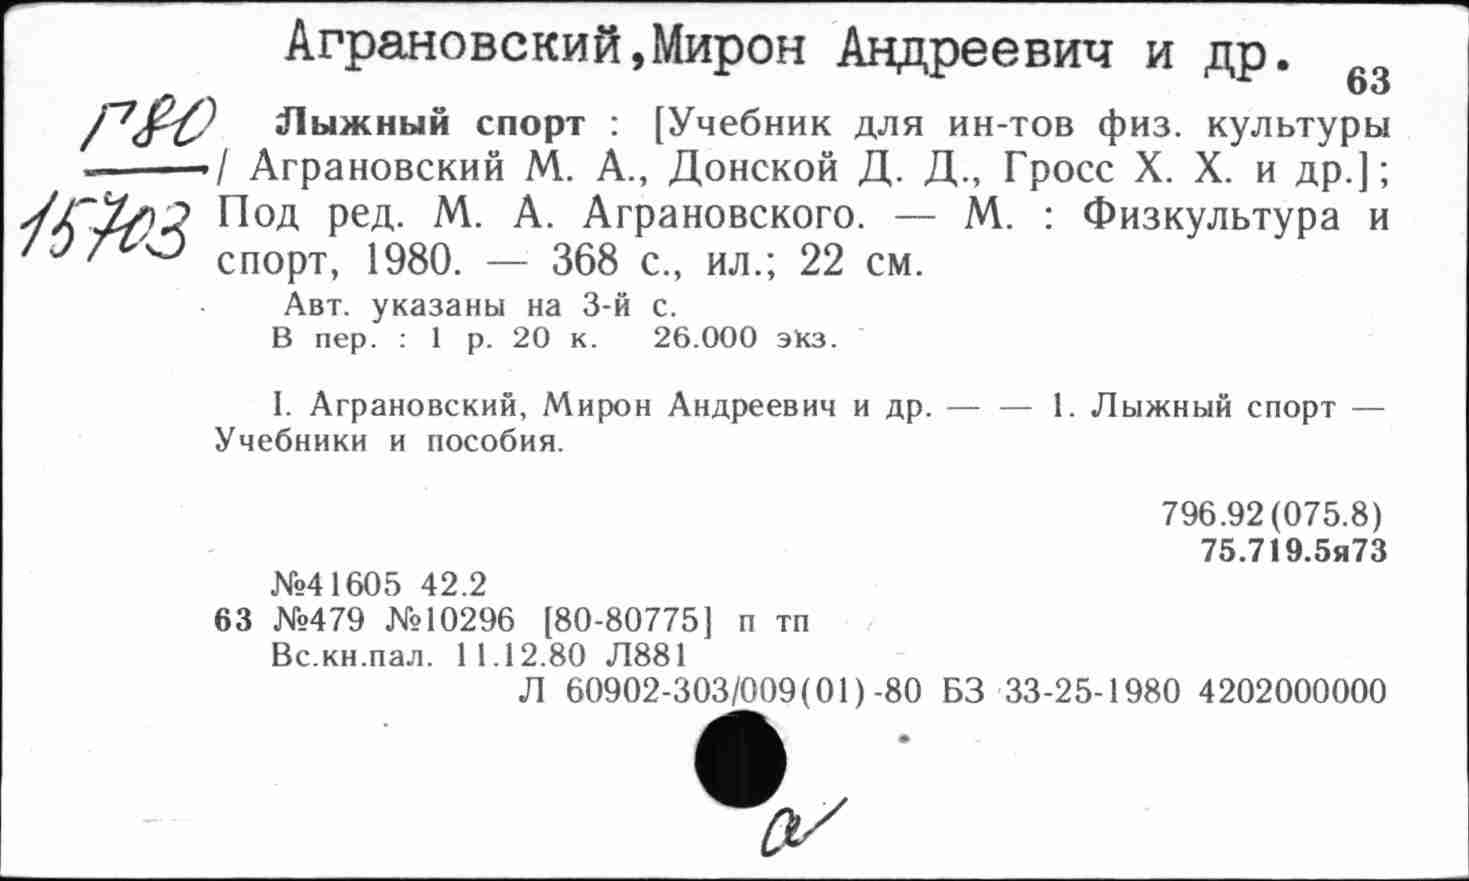 Аграновский,Мирон Андреевич и др.
63
Г80
15703
Лыжный спорт : [Учебник для ин-тов физ. культуры
/ Аграновский М. А., Донской Д. Д., Гросс Х. Х. и др.];
Под ред. М. А. Аграновского. — М. : Физкультура и
спорт, 1980. — 368 с., ил.; 22 см.
Авт. указаны на 3-й с.
В пер. : 1 р. 20 к. 26.000 экз.
I. Аграновский, Мирон Андреевич и др. — — 1. Лыжный спорт —
Учебники и пособия.
796.92(075.8)
75.719.5я73
№41605 42.2
63 №479 №10296 [80-80775] п тп
Вс.кн.пал. 11.12.80 Л881
Л 60902-303/009(01)-80 БЗ 33-25-1980 4202000000
а